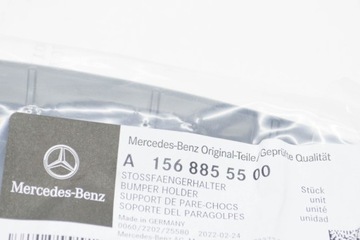 Mercedes-Benz
Mercedes-Benz Original-Teile/Geprüfte Qualität
A 156 885 55 00
STOSSFAENGERHALTER
BUMPER HOLDER
SUPPORT DE PARE-CHOCS
SOPORTE DEL PARAGOLPES
Made in GERMANY
2022-02-24
Stück
unit
unité
unidad